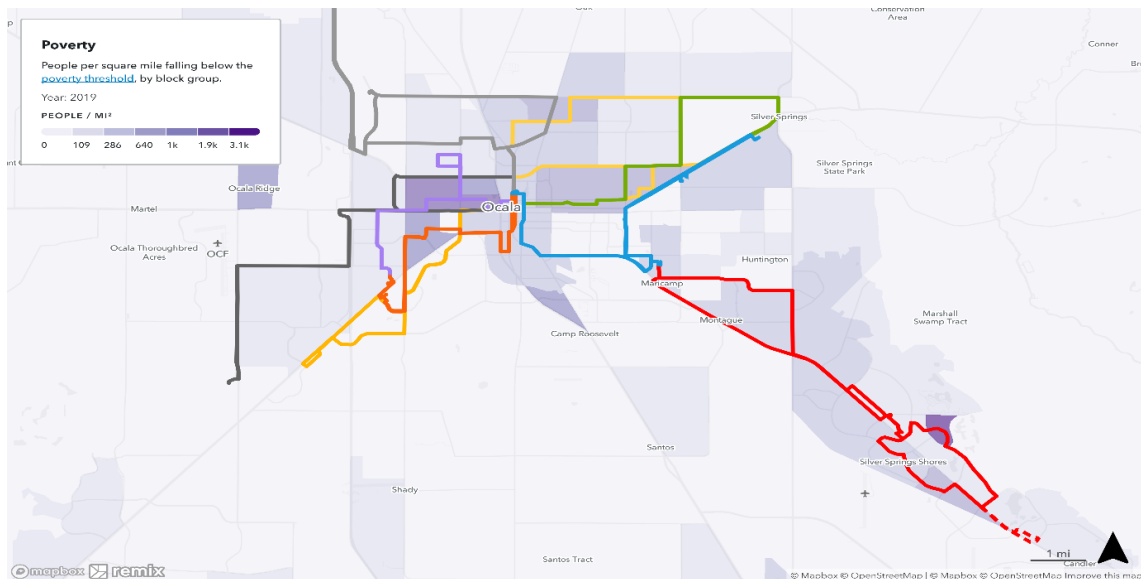 Conservation
Area
Conner
Poverty
People per square mile falling below the
poverty threshold, by block group.
Year: 2019
PEOPLE / MI²
0 109 286 640 1k 1.9k 3.1k
Silver Springs
Silver Springs
State Park
Ocala Ridge
Martel
Ocala
Ocala Thoroughbred
Acres
OCF
Huntington
Maricamp
Marshall
Swamp Tract
Montague
Camp Roosevelt
Santos
Silver Springs Shores
Shady
Santos Tract
1 mi
Candler
mapbox remix
© Mapbox © OpenStreetMap | © Mapbox © OpenStreetMap Improve this map